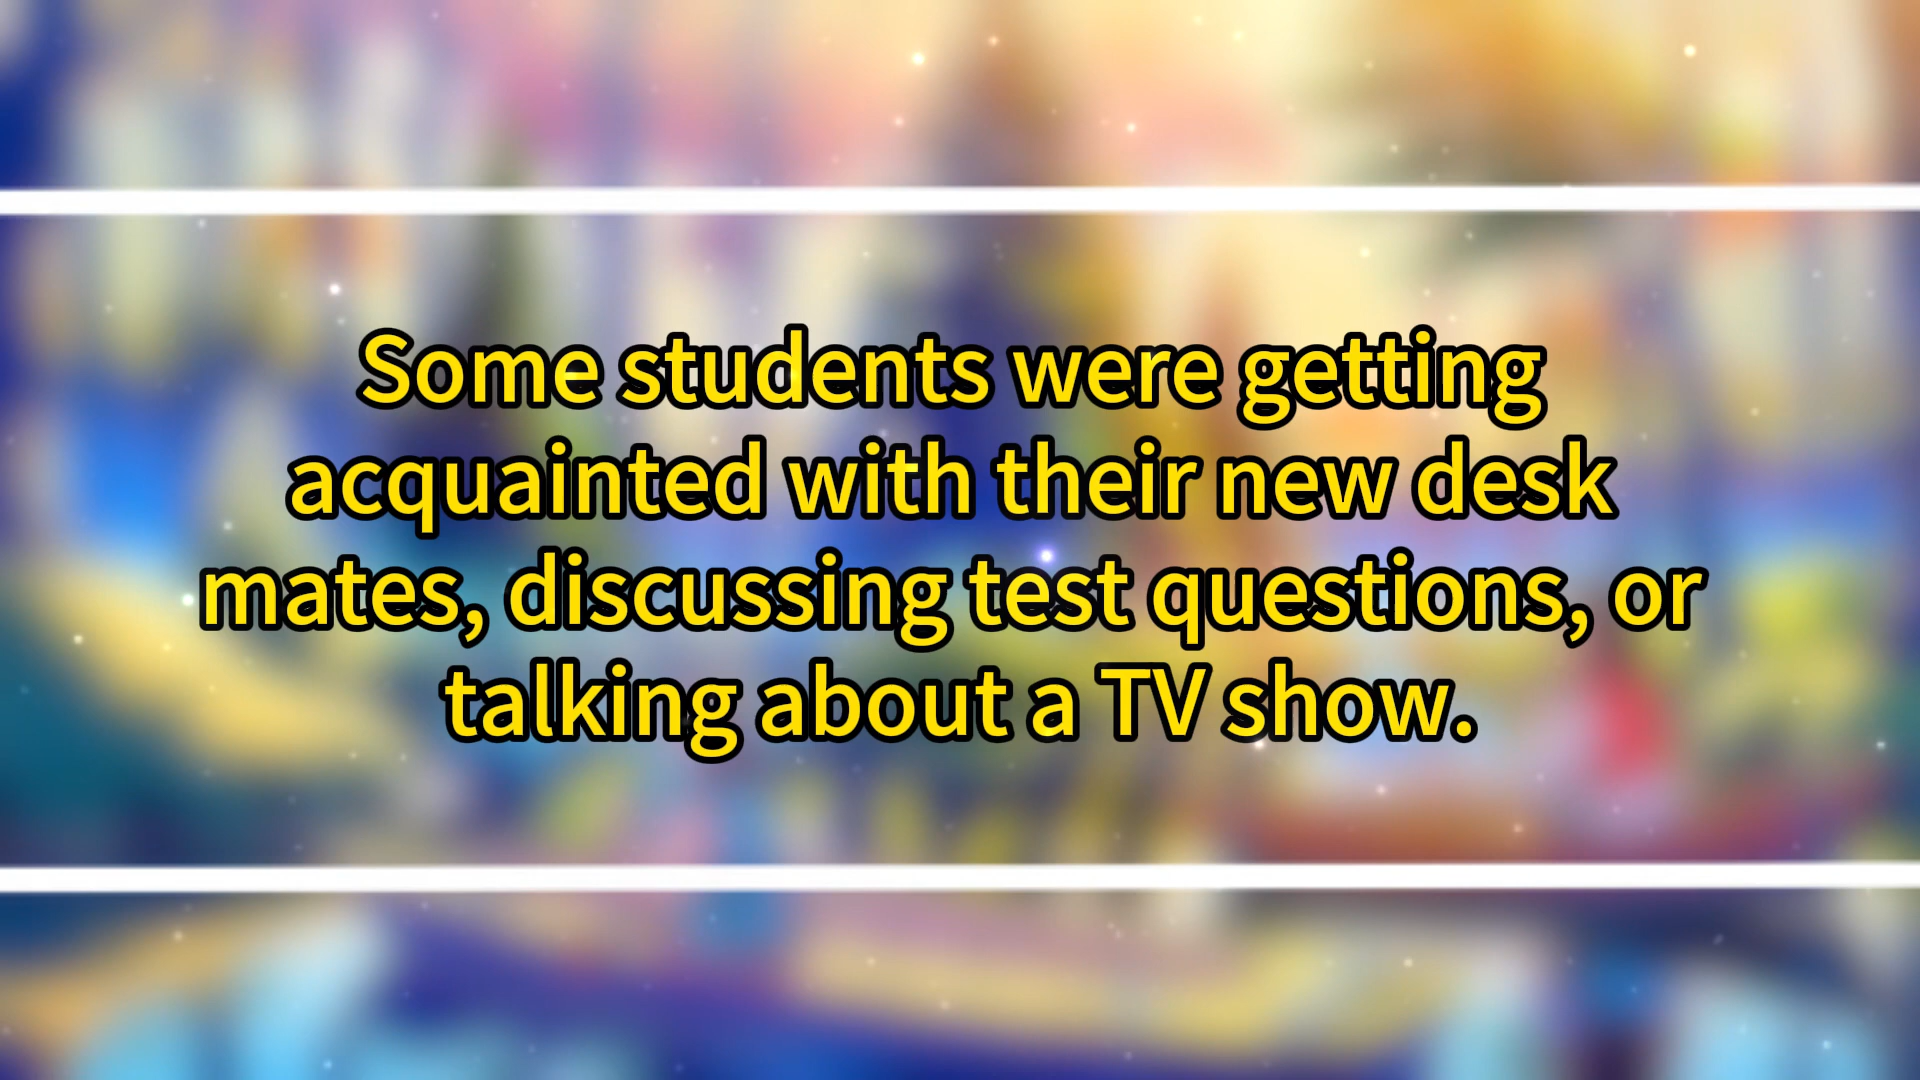 Some students were getting
acquainted with their new desk
mates, discussing test questions, or
talking about a TV show.